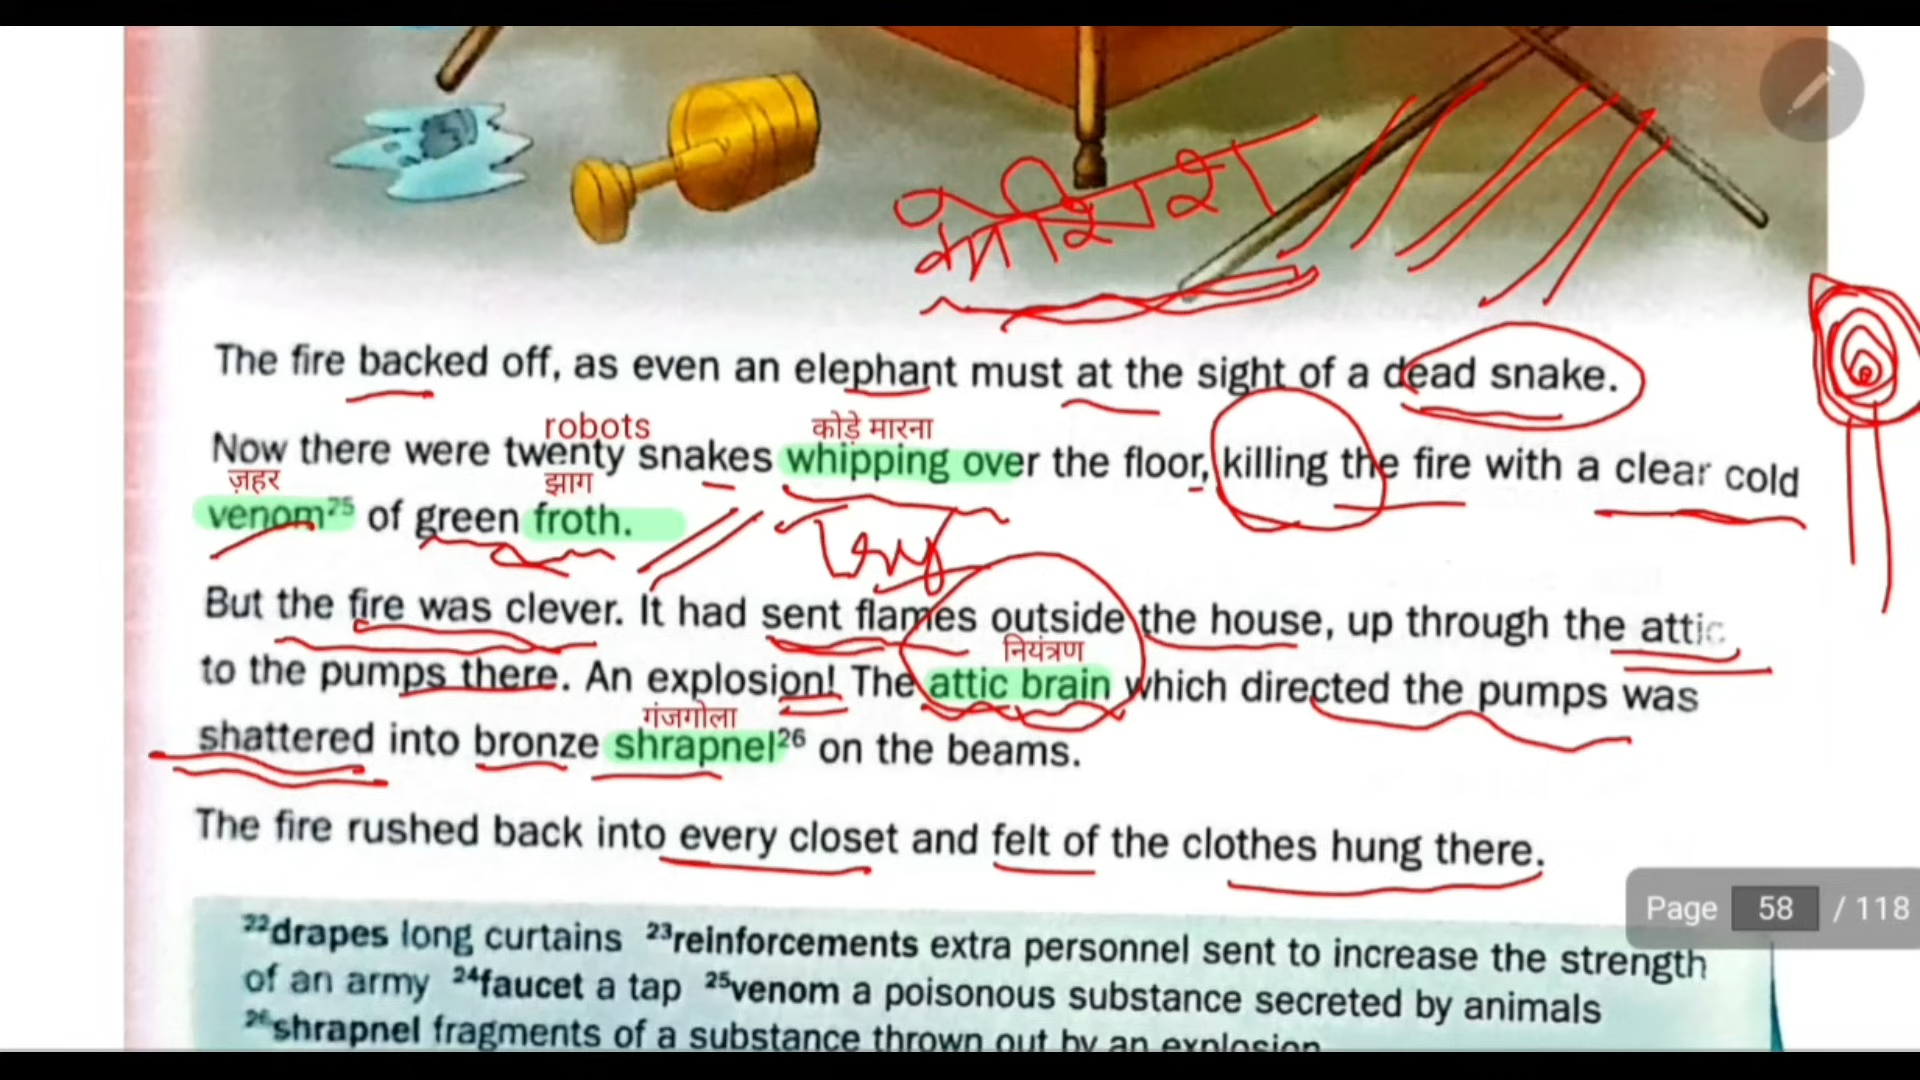 The fire backed off, as even an elephant must at the sight of a dead snake.
robots कोड़े मारना
Now there were twenty snakes whipping over the floor, killing the fire with a clear cold
ज़हर झाग
venom25 of green froth.
But the fire was clever. It had sent flames outside the house, up through the attic
नियंत्रण
to the pumps there. An explosion! The attic brain which directed the pumps was
गंजगोला
shattered into bronze shrapnel26 on the beams.
The fire rushed back into every closet and felt of the clothes hung there.
Page 58 / 118
22drapes long curtains 23reinforcements extra personnel sent to increase the strength
of an army 24faucet a tap 25venom a poisonous substance secreted by animals
26shrapnel fragments of a substance thrown out by an explosion